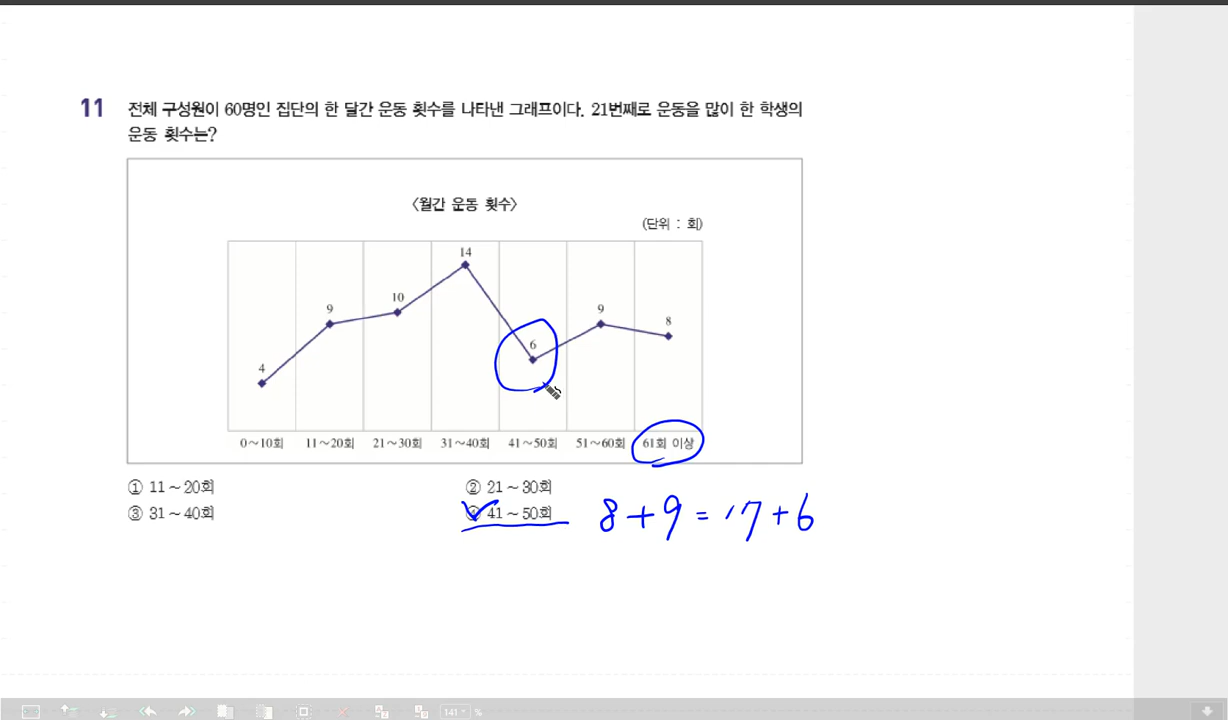 11 전체 구성원이 60명인 집단의 한 달간 운동 횟수를 나타낸 그래프이다. 21번째로 운동을 많이 한 학생의
운동 횟수는?
〈월간 운동 횟수〉
(단위 : 회)
14
10
9
9
8
6
4
0~10회 11~20회 21~30회 31~40회 41~50회 51~60회 61회 이상
① 11 ~ 20회 ② 21 ~ 30회
③ 31 ~ 40회 ④ 41 ~ 50회 8+9=17+6
141 %